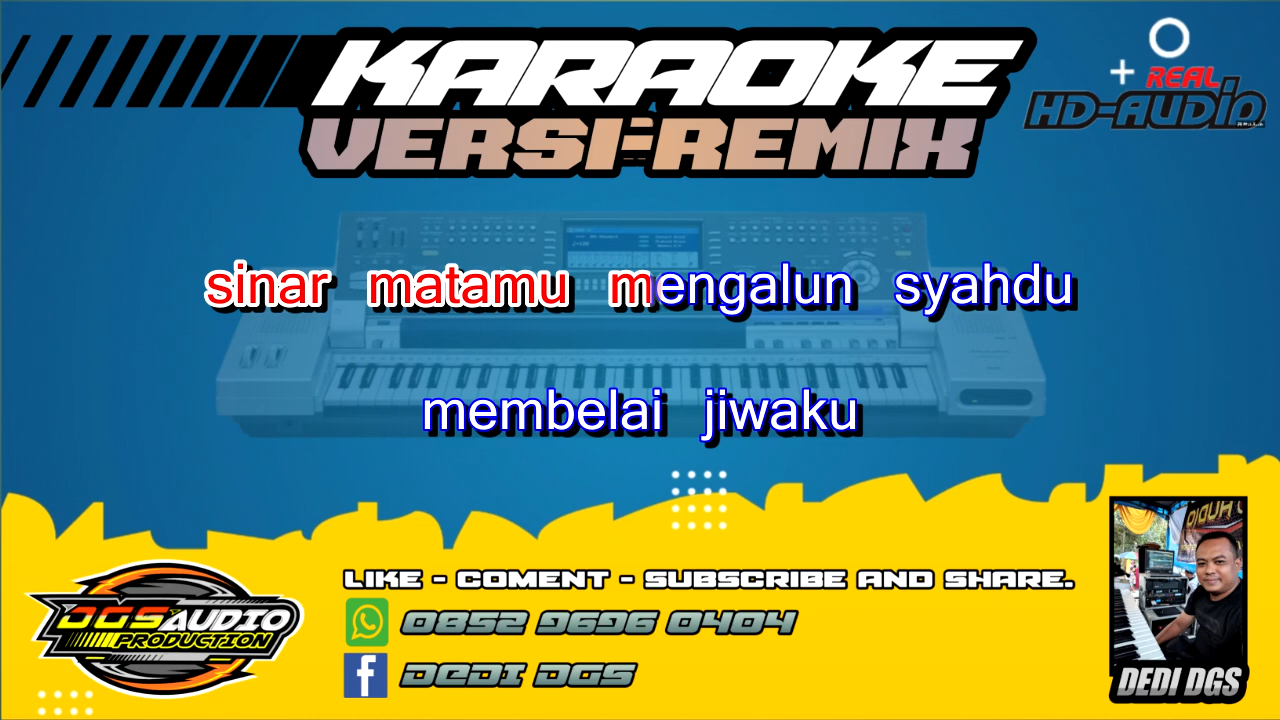 KARAOKE
VERSI-REMIX
+ REAL
HD-AUDIO
sinar matamu mengalun syahdu
membelai jiwaku
LIKE - COMENT - SUBSCRIBE AND SHARE.
0852 9696 0404
DEDI DGS
DGS AUDIO
PRODUCTION
DEDI DGS